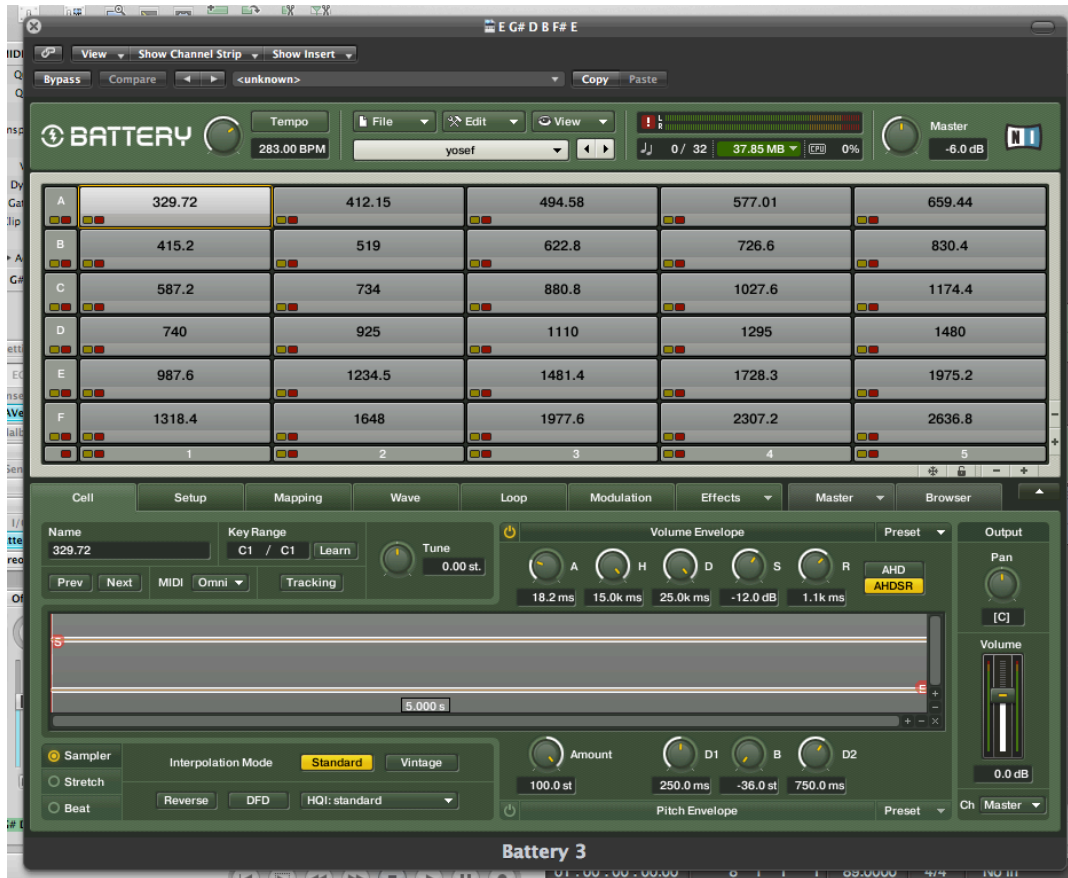 E G# D B F# E
View Show Channel Strip Show Insert
Bypass Compare <unknown> Copy Paste
BATTERY Tempo File Edit View L R Master NI
283.00 BPM yosef 0 / 32 37.85 MB CPU 0% -6.0 dB
A 329.72 412.15 494.58 577.01 659.44
B 415.2 519 622.8 726.6 830.4
C 587.2 734 880.8 1027.6 1174.4
D 740 925 1110 1295 1480
E 987.6 1234.5 1481.4 1728.3 1975.2
F 1318.4 1648 1977.6 2307.2 2636.8
1 2 3 4 5
Cell Setup Mapping Wave Loop Modulation Effects Master Browser
Name Key Range Volume Envelope Preset Output
329.72 C1 / C1 Learn Tune 0.00 st. A H D S R AHD Pan
Prev Next MIDI Omni Tracking AHDSR
18.2 ms 15.0k ms 25.0k ms -12.0 dB 1.1k ms
[C]
S Volume
E
5.000 s
Sampler Interpolation Mode Standard Vintage Amount D1 B D2
Stretch 100.0 st 250.0 ms -36.0 st 750.0 ms 0.0 dB
Beat Reverse DFD HQI: standard Pitch Envelope Preset Ch Master
Battery 3